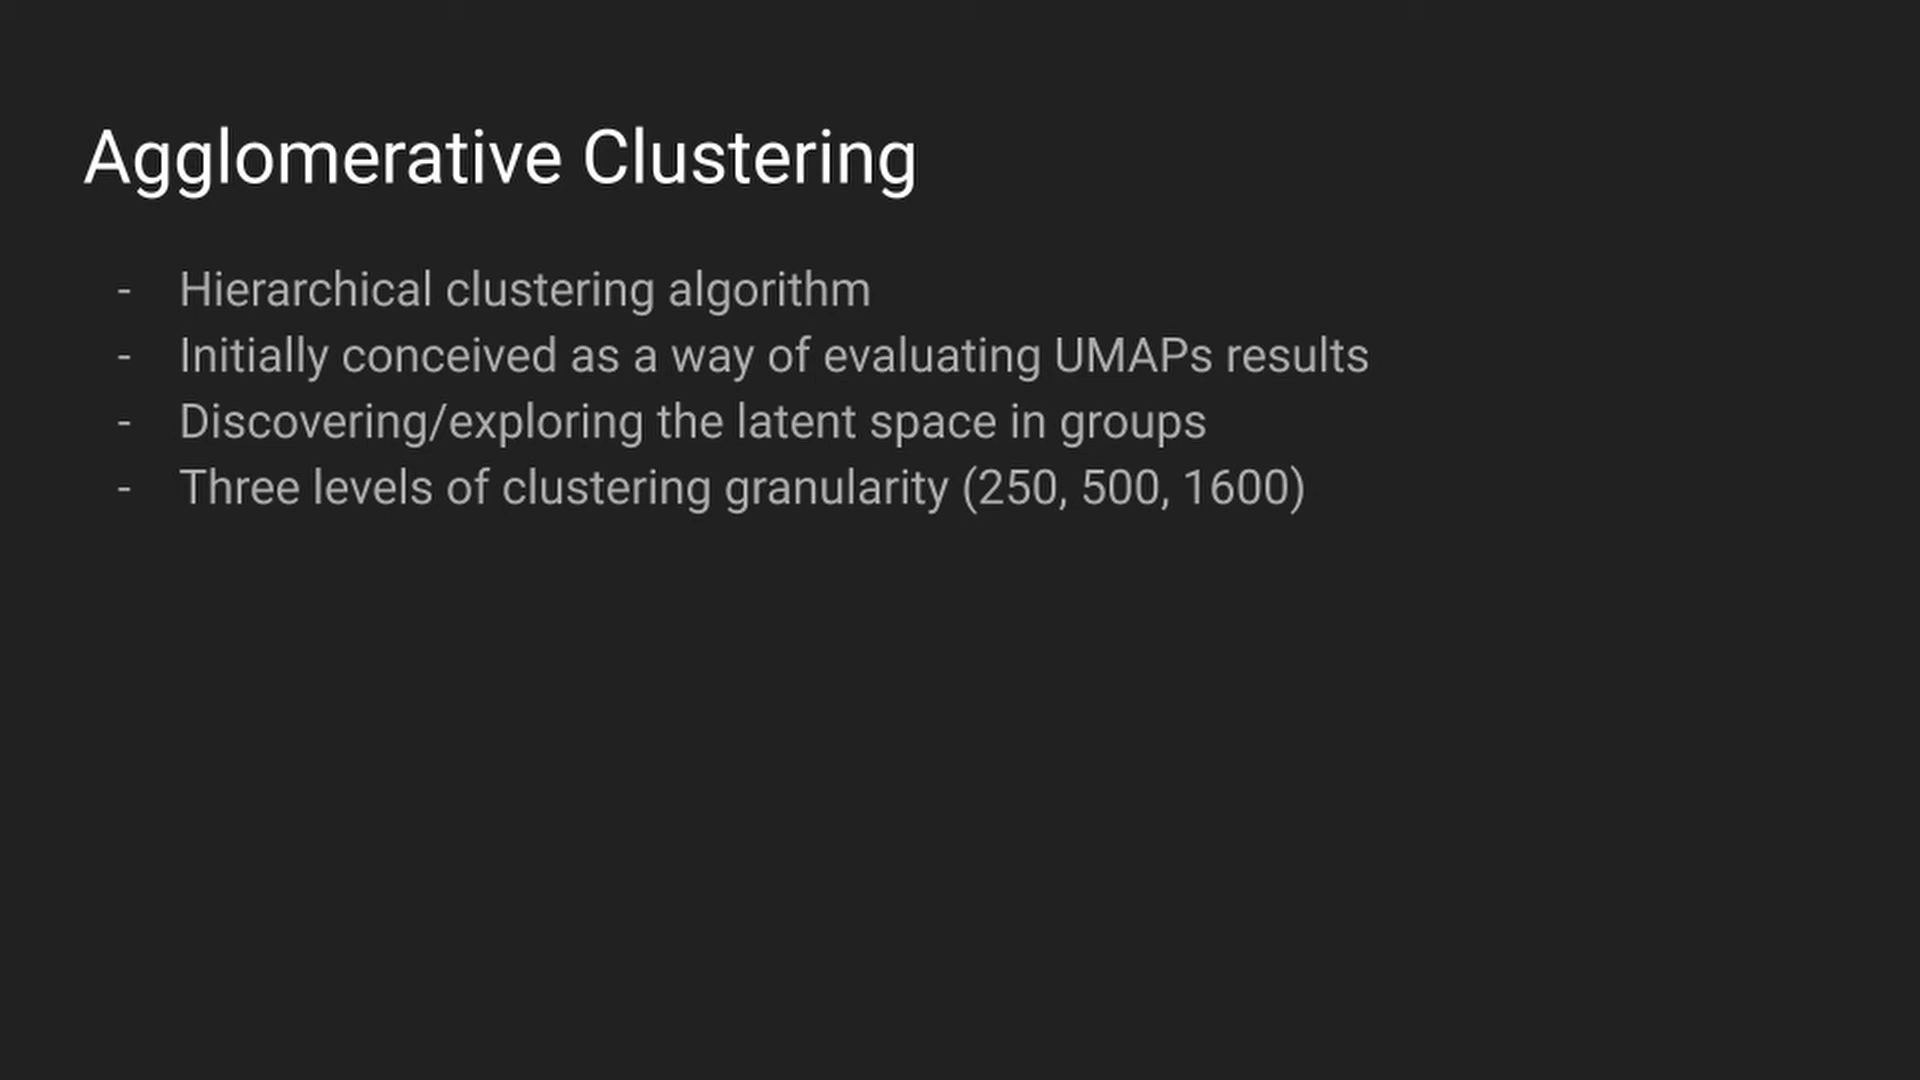 Agglomerative Clustering
- Hierarchical clustering algorithm
- Initially conceived as a way of evaluating UMAPs results
- Discovering/exploring the latent space in groups
- Three levels of clustering granularity (250, 500, 1600)